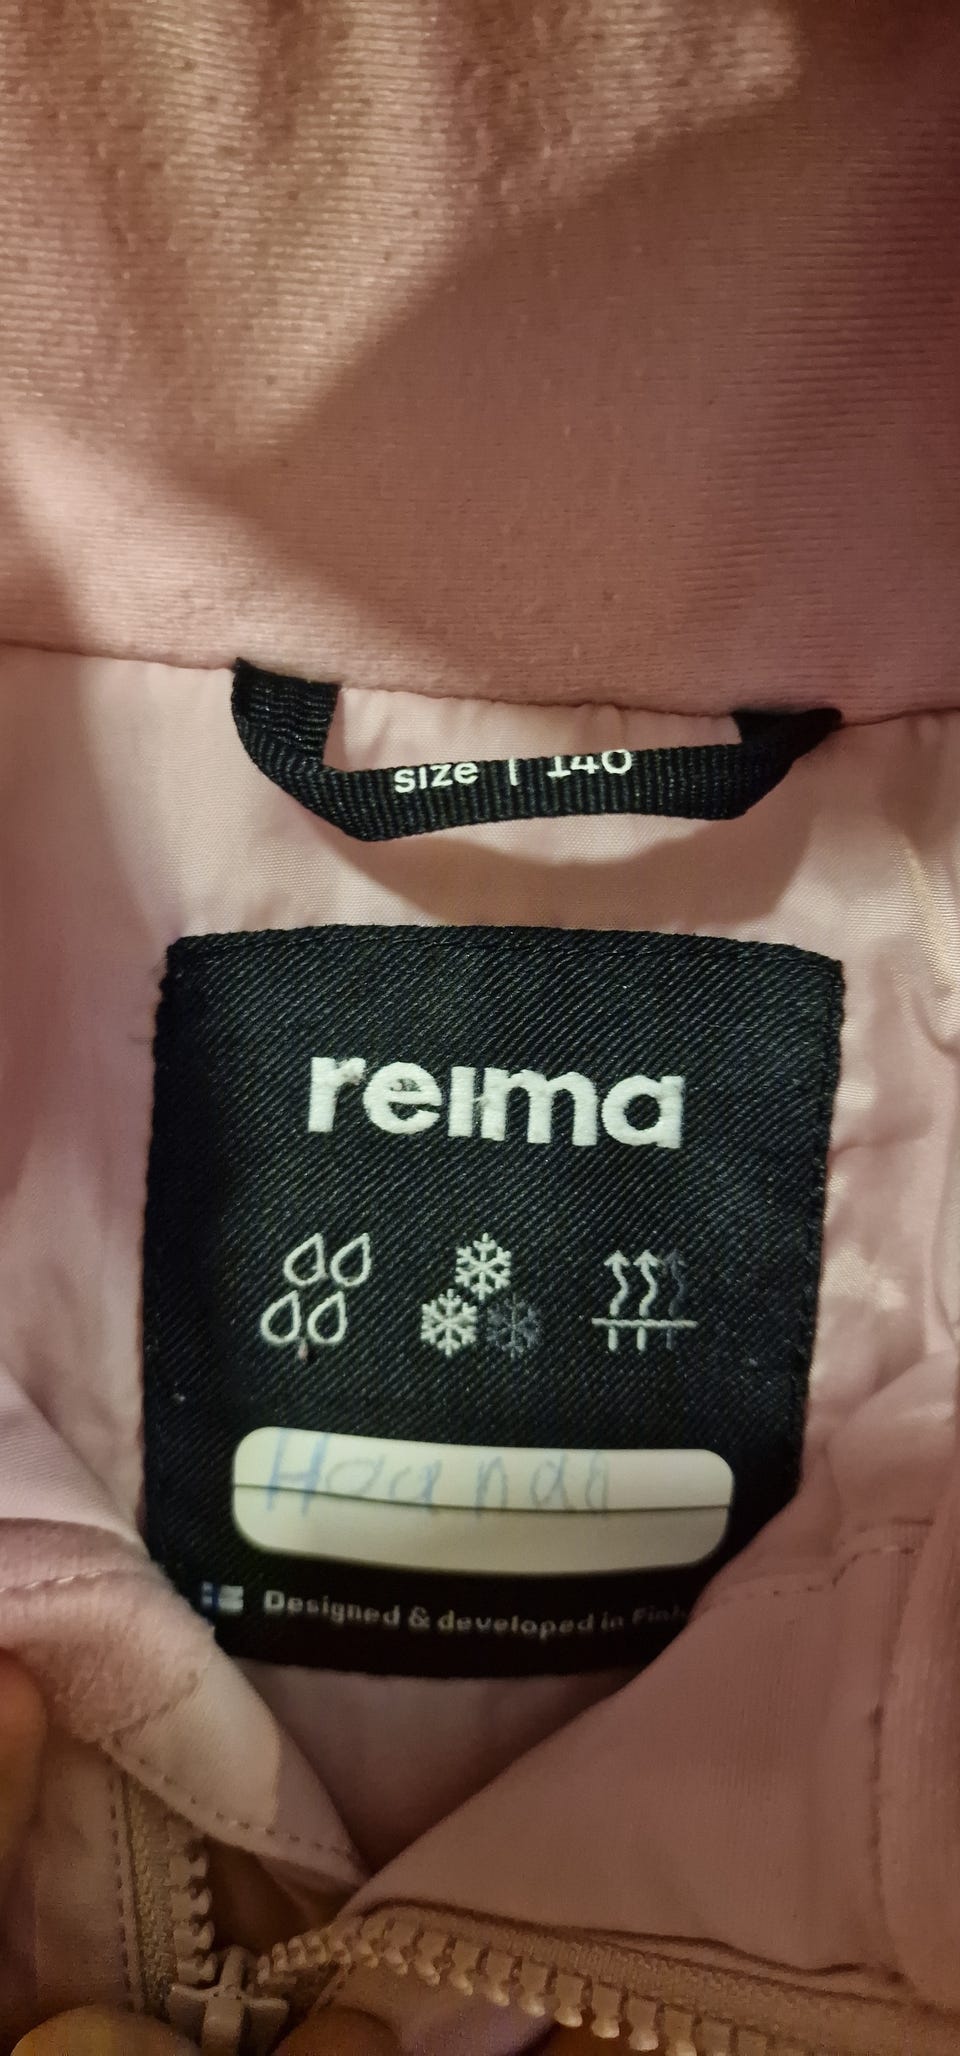 size | 140
reima
Designed & developed in